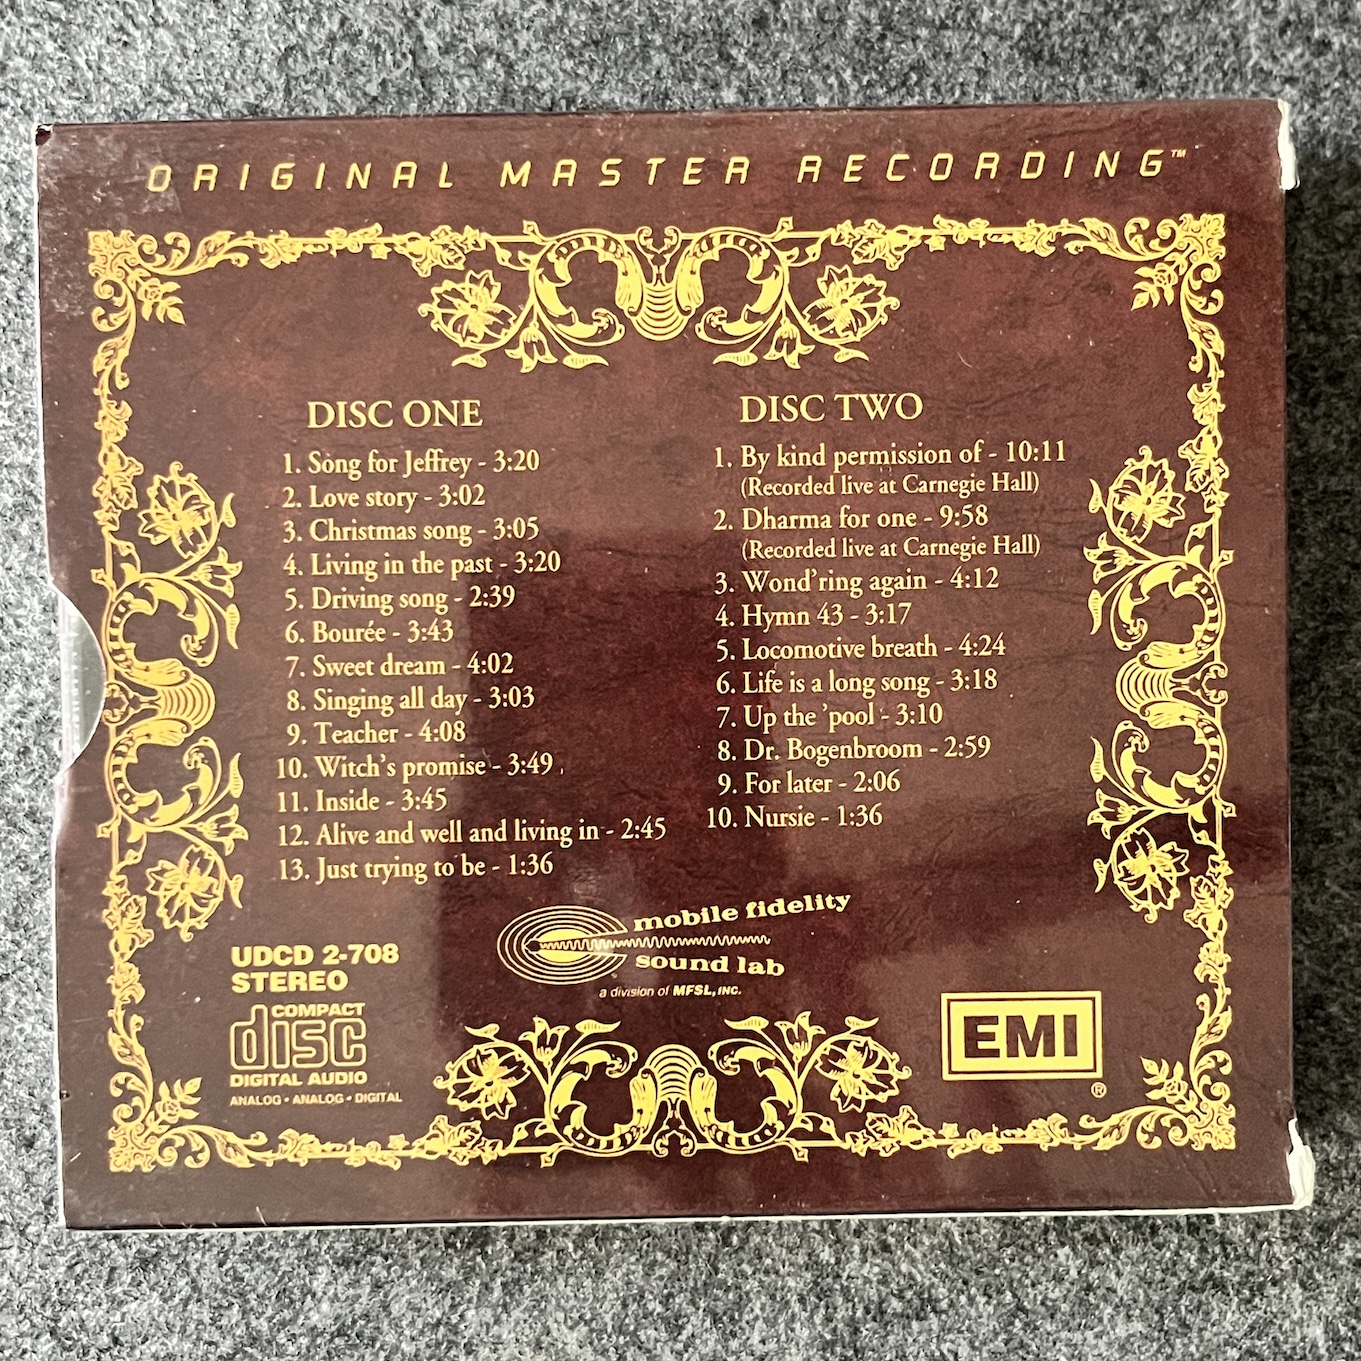 ORIGINAL MASTER RECORDING™
DISC ONE
1. Song for Jeffrey - 3:20
2. Love story - 3:02
3. Christmas song - 3:05
4. Living in the past - 3:20
5. Driving song - 2:39
6. Bourée - 3:43
7. Sweet dream - 4:02
8. Singing all day - 3:03
9. Teacher - 4:08
10. Witch's promise - 3:49
11. Inside - 3:45
12. Alive and well and living in - 2:45
13. Just trying to be - 1:36
DISC TWO
1. By kind permission of - 10:11
(Recorded live at Carnegie Hall)
2. Dharma for one - 9:58
(Recorded live at Carnegie Hall)
3. Wond'ring again - 4:12
4. Hymn 43 - 3:17
5. Locomotive breath - 4:24
6. Life is a long song - 3:18
7. Up the 'pool - 3:10
8. Dr. Bogenbroom - 2:59
9. For later - 2:06
10. Nursie - 1:36
mobile fidelity
sound lab
a division of MFSL, INC.
UDCD 2-708
STEREO
COMPACT
disc
DIGITAL AUDIO
ANALOG • ANALOG • DIGITAL
EMI
®